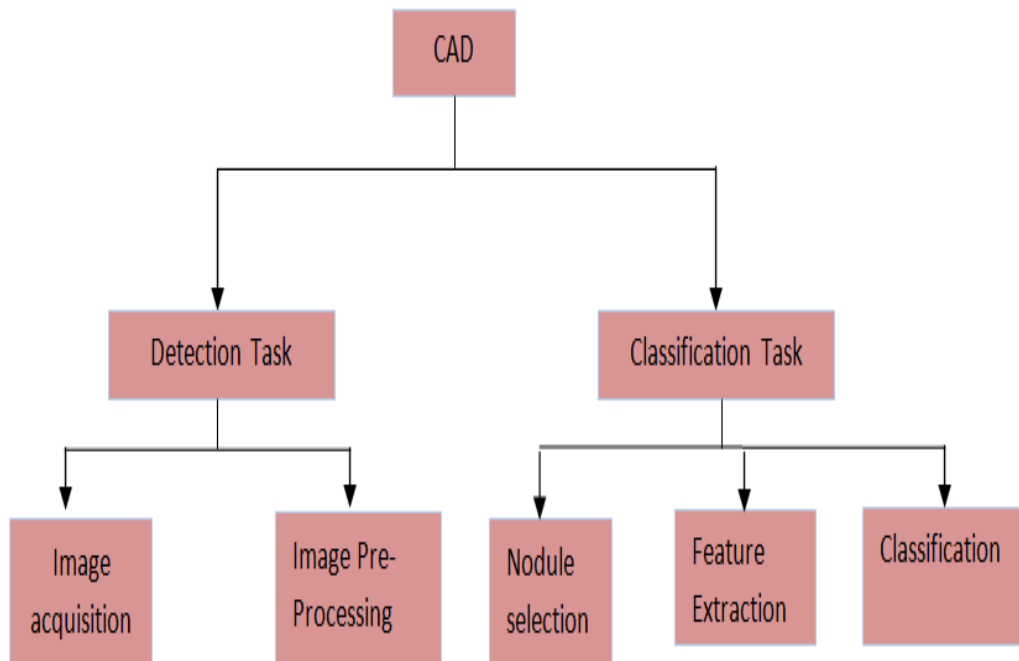 CAD
Detection Task
Classification Task
Image
acquisition
Image Pre-
Processing
Nodule
selection
Feature
Extraction
Classification